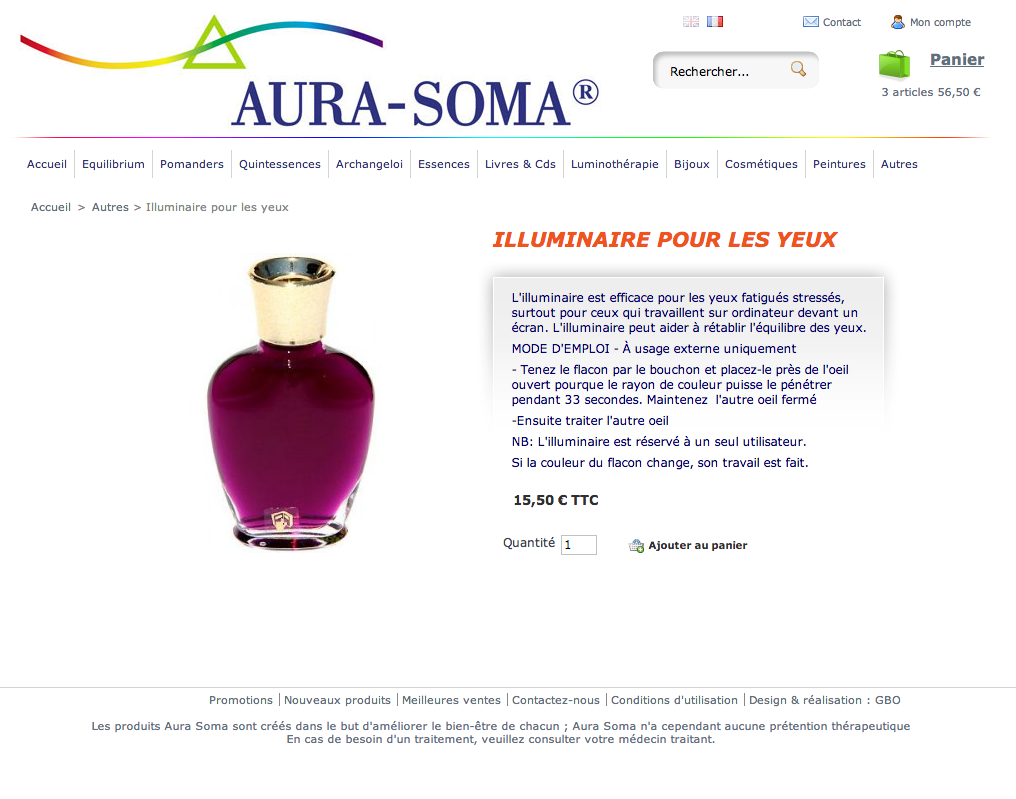 Contact
Mon compte
AURA-SOMA®
Rechercher...
Panier
3 articles 56,50 €
Accueil
Equilibrium
Pomanders
Quintessences
Archangeloi
Essences
Livres & Cds
Luminothérapie
Bijoux
Cosmétiques
Peintures
Autres
Accueil > Autres > Illuminaire pour les yeux
ILLUMINAIRE POUR LES YEUX
L'illuminaire est efficace pour les yeux fatigués stressés,
surtout pour ceux qui travaillent sur ordinateur devant un
écran. L'illuminaire peut aider à rétablir l'équilibre des yeux.
MODE D'EMPLOI - À usage externe uniquement
- Tenez le flacon par le bouchon et placez-le près de l'oeil
ouvert pourque le rayon de couleur puisse le pénétrer
pendant 33 secondes. Maintenez  l'autre oeil fermé
-Ensuite traiter l'autre oeil
NB: L'illuminaire est réservé à un seul utilisateur.
Si la couleur du flacon change, son travail est fait.
15,50 € TTC
Quantité 1
Ajouter au panier
Promotions | Nouveaux produits | Meilleures ventes | Contactez-nous | Conditions d'utilisation | Design & réalisation : GBO
Les produits Aura Soma sont créés dans le but d'améliorer le bien-être de chacun ; Aura Soma n'a cependant aucune prétention thérapeutique
En cas de besoin d'un traitement, veuillez consulter votre médecin traitant.